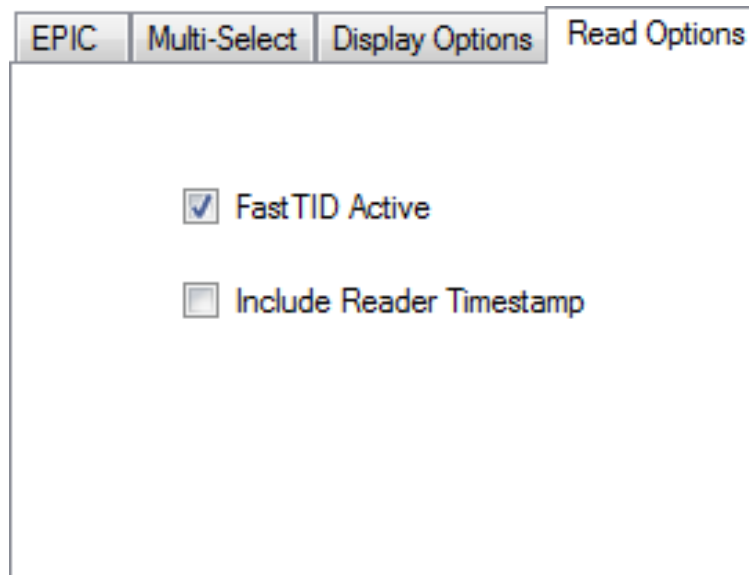 EPIC Multi-Select Display Options Read Options
FastTID Active
Include Reader Timestamp